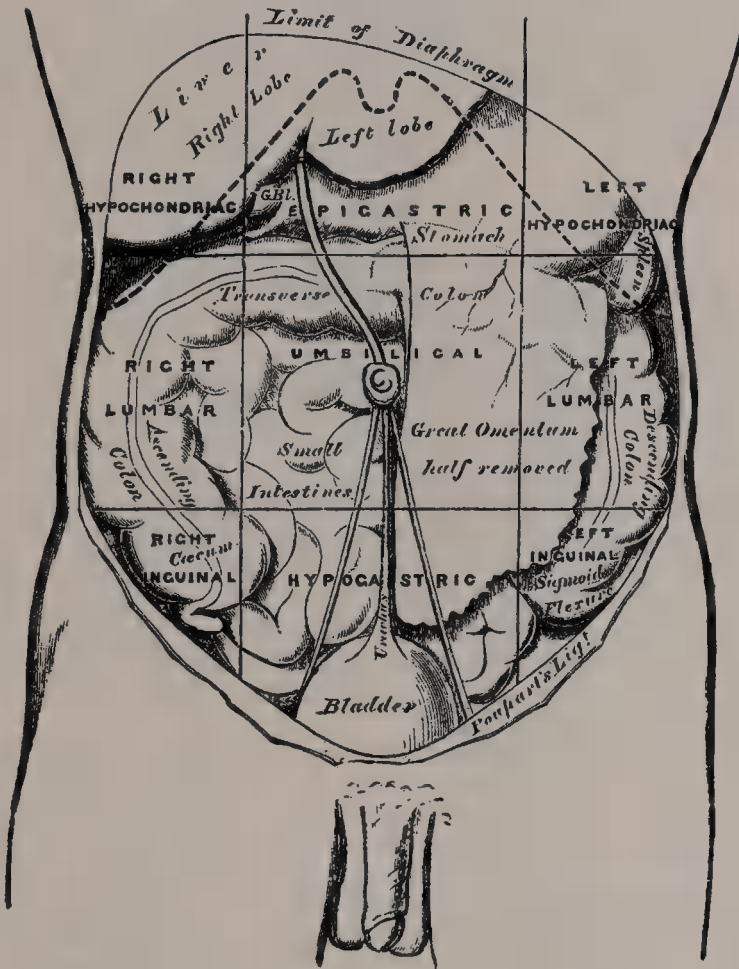 Limit of Diaphragm
Liver
Right Lobe
Left lobe
RIGHT
HYPOCHONDRIAC
G.Bl.
EPIGASTRIC
Stomach
LEFT
HYPOCHONDRIAC
Spleen
Transverse Colon
UMBILICAL
RIGHT
LUMBAR
Ascending
Colon
Small
Intestines
Great Omentum
half removed
LEFT
LUMBAR
Descending
Colon
RIGHT
Cæcum
INGUINAL
HYPOGASTRIC
Urachus
LEFT
INGUINAL
Sigmoid
Flexure
Bladder
Poupart's Ligt